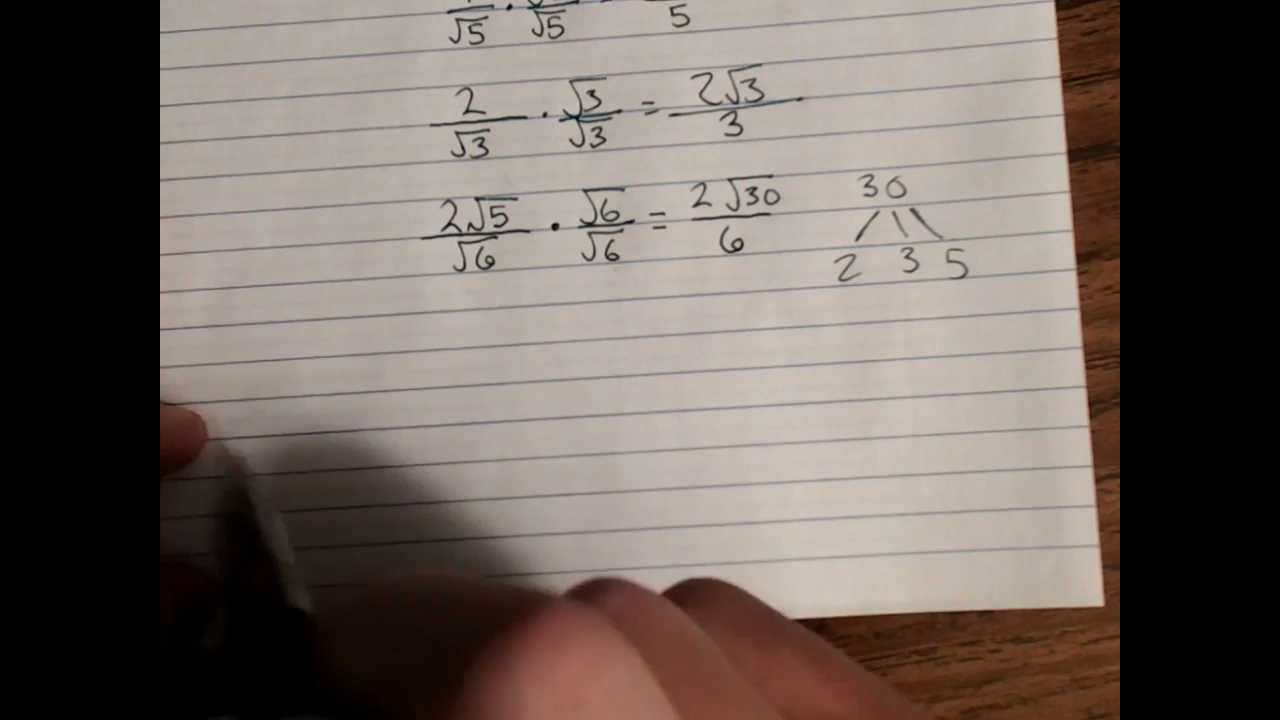 √5 · √5 = 5
2/√3 · √3/√3 = 2√3/3
2√5/√6 · √6/√6 = 2√30/6
30
2 3 5